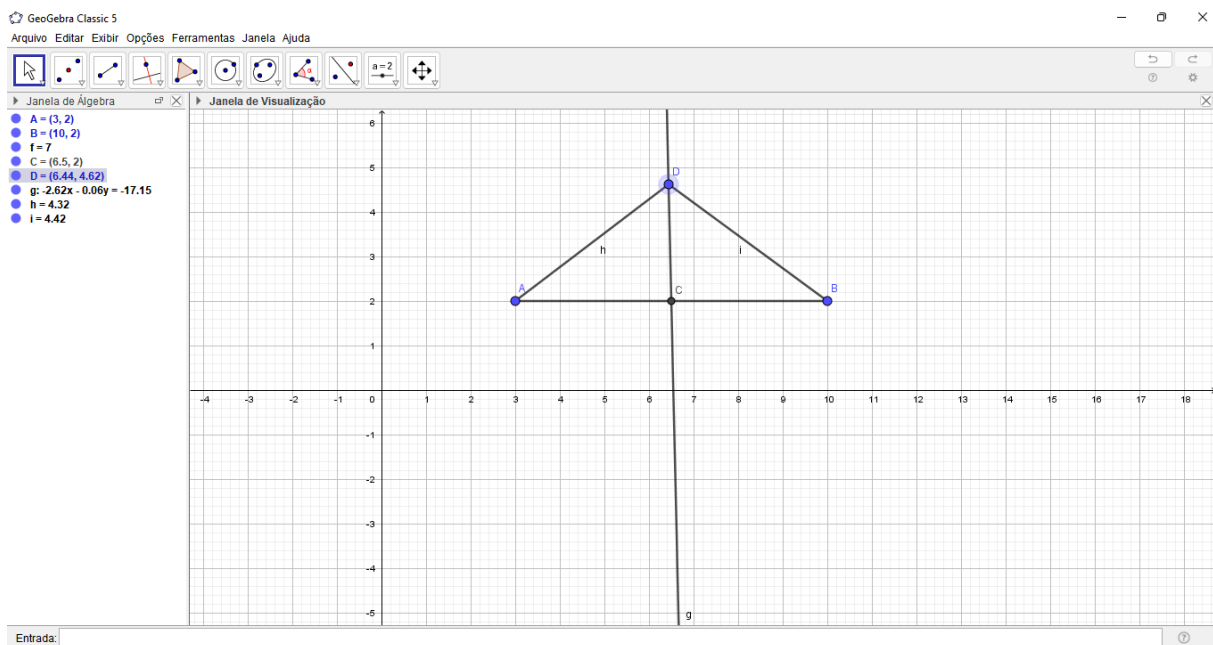 GeoGebra Classic 5
Arquivo Editar Exibir Opções Ferramentas Janela Ajuda
α
a=2
Janela de Álgebra
Janela de Visualização
A = (3, 2)
B = (10, 2)
f = 7
C = (6.5, 2)
D = (6.44, 4.62)
g: -2.62x - 0.06y = -17.15
h = 4.32
i = 4.42
6
5
D
4
h
i
3
A
C
B
2
1
-4 -3 -2 -1 0 1 2 3 4 5 6 7 8 9 10 11 12 13 14 15 16 17 18
-1
-2
-3
-4
-5
g
Entrada: